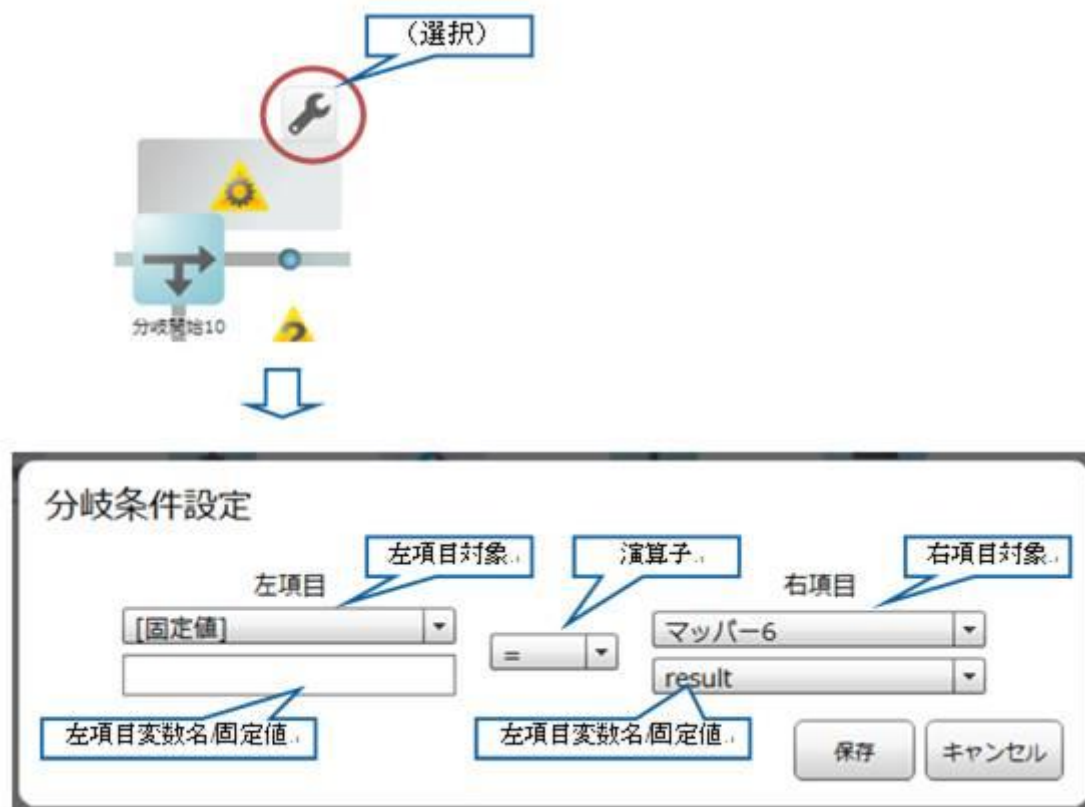 （選択）
分岐開始10
?
分岐条件設定
左項目対象
演算子
右項目対象
左項目
右項目
[固定値]
=
マッパー6
result
左項目変数名/固定値
左項目変数名/固定値
保存
キャンセル